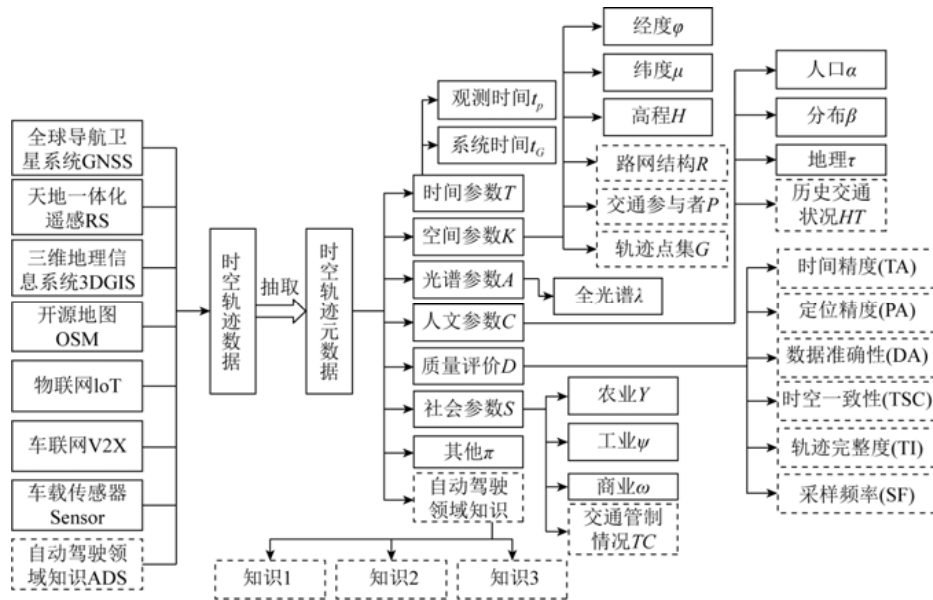 全球导航卫
星系统GNSS
天地一体化
遥感RS
三维地理信
息系统3DGIS
开源地图
OSM
物联网IoT
车联网V2X
车载传感器
Sensor
自动驾驶领
域知识ADS
时空轨迹数据
抽取
时空轨迹元数据
观测时间tp
系统时间tG
时间参数T
空间参数K
光谱参数A
人文参数C
质量评价D
社会参数S
其他π
自动驾驶
领域知识
知识1
知识2
知识3
经度φ
纬度μ
高程H
路网结构R
交通参与者P
轨迹点集G
全光谱λ
农业Y
工业ψ
商业ω
交通管制
情况TC
人口α
分布β
地理τ
历史交通
状况HT
时间精度(TA)
定位精度(PA)
数据准确性(DA)
时空一致性(TSC)
轨迹完整度(TI)
采样频率(SF)